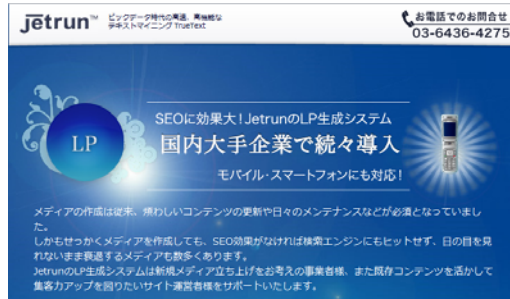 jetrun™
ビックデータ時代の高速、高機能な
テキストマイニング TrueText
お電話でのお問合せ
03-6436-4275
SEOに効果大！JetrunのLP生成システム
LP
国内大手企業で続々導入
モバイル・スマートフォンにも対応！
メディアの作成は従来、煩わしいコンテンツの更新や日々のメンテナンスなどが必須となっていまし
た。
しかもせっかくメディアを作成しても、SEO効果がなければ検索エンジンにもヒットせず、日の目を見
れないまま衰退するメディアも数多くあります。
JetrunのLP生成システムは新規メディア立ち上げをお考えの事業者様、また既存コンテンツを活かして
集客力アップを図りたいサイト運営者様をサポートいたします。